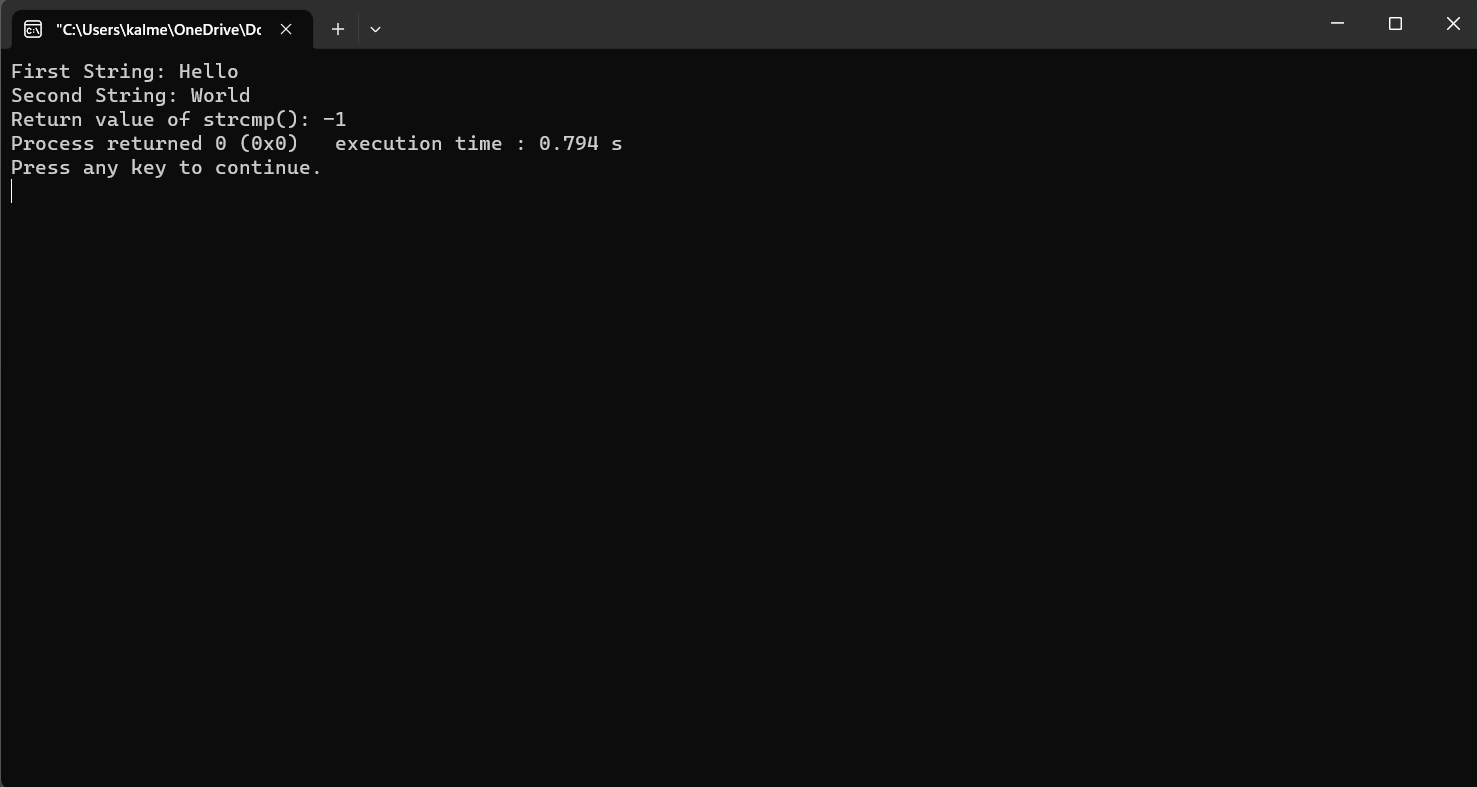 "C:\Users\kalme\OneDrive\Dc
First String: Hello
Second String: World
Return value of strcmp(): -1
Process returned 0 (0x0)   execution time : 0.794 s
Press any key to continue.